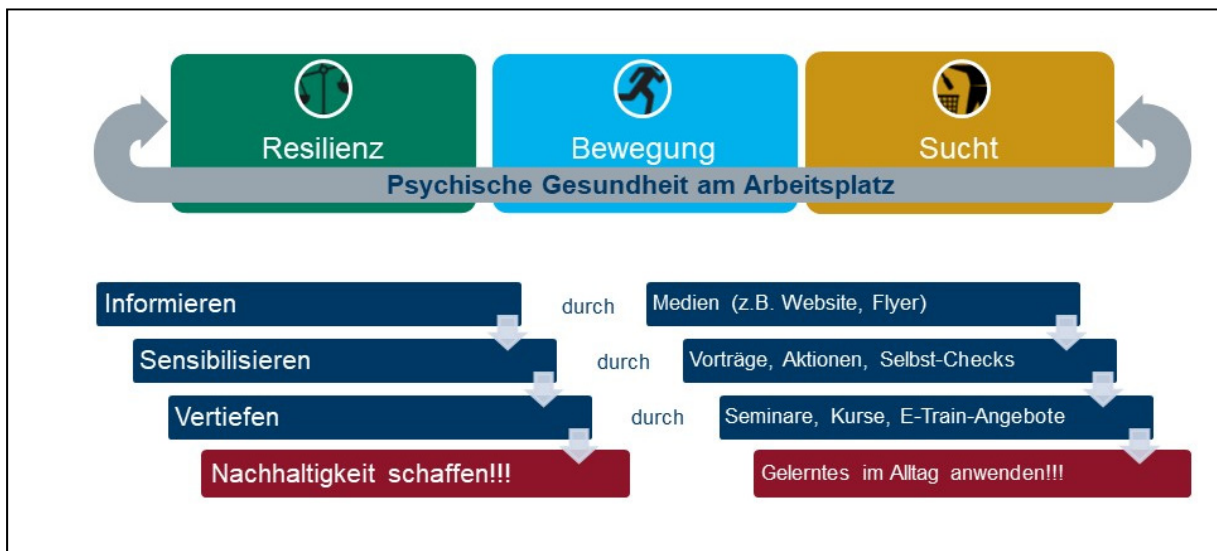 Resilienz
Bewegung
Sucht
Psychische Gesundheit am Arbeitsplatz
Informieren durch Medien (z.B. Website, Flyer)
Sensibilisieren durch Vorträge, Aktionen, Selbst-Checks
Vertiefen durch Seminare, Kurse, E-Train-Angebote
Nachhaltigkeit schaffen!!! Gelerntes im Alltag anwenden!!!